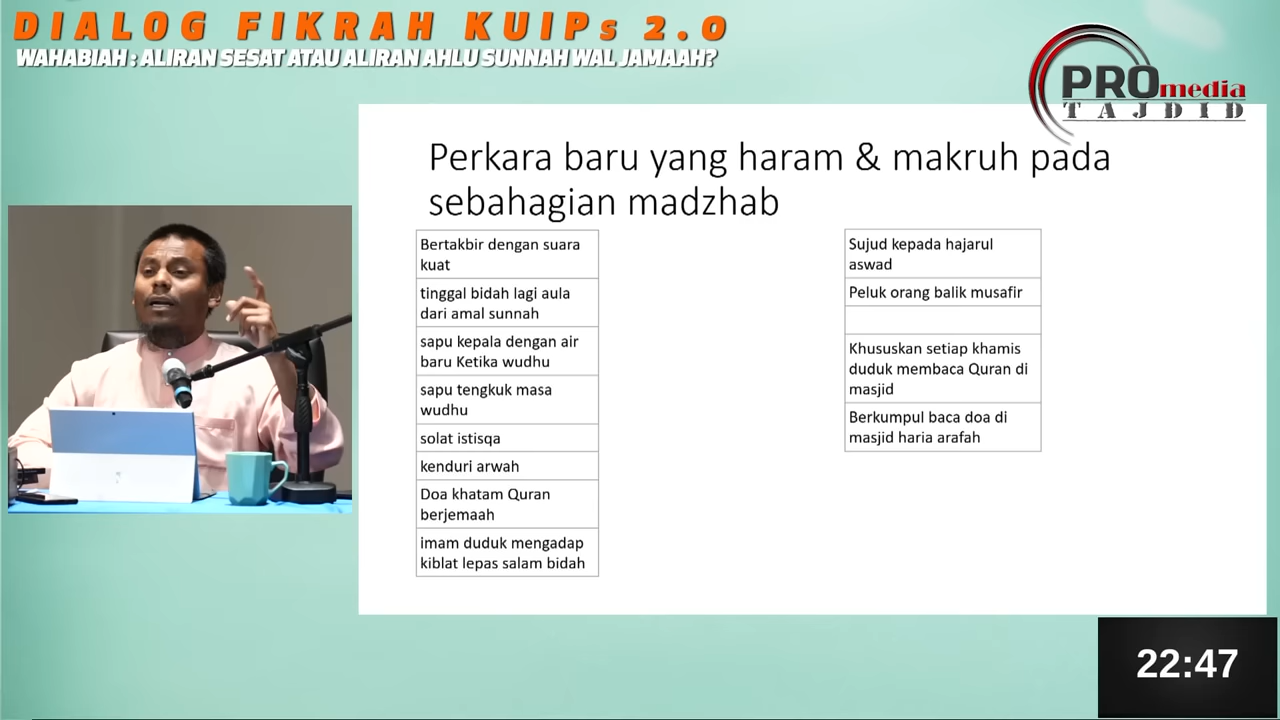 DIALOG FIKRAH KUIPs 2.0
WAHABIAH : ALIRAN SESAT ATAU ALIRAN AHLU SUNNAH WAL JAMAAH?
PROmedia
TAJDID
Perkara baru yang haram & makruh pada
sebahagian madzhab
Bertakbir dengan suara
kuat
tinggal bidah lagi aula
dari amal sunnah
sapu kepala dengan air
baru Ketika wudhu
sapu tengkuk masa
wudhu
solat istisqa
kenduri arwah
Doa khatam Quran
berjemaah
imam duduk mengadap
kiblat lepas salam bidah
Sujud kepada hajarul
aswad
Peluk orang balik musafir
Khususkan setiap khamis
duduk membaca Quran di
masjid
Berkumpul baca doa di
masjid haria arafah
22:47